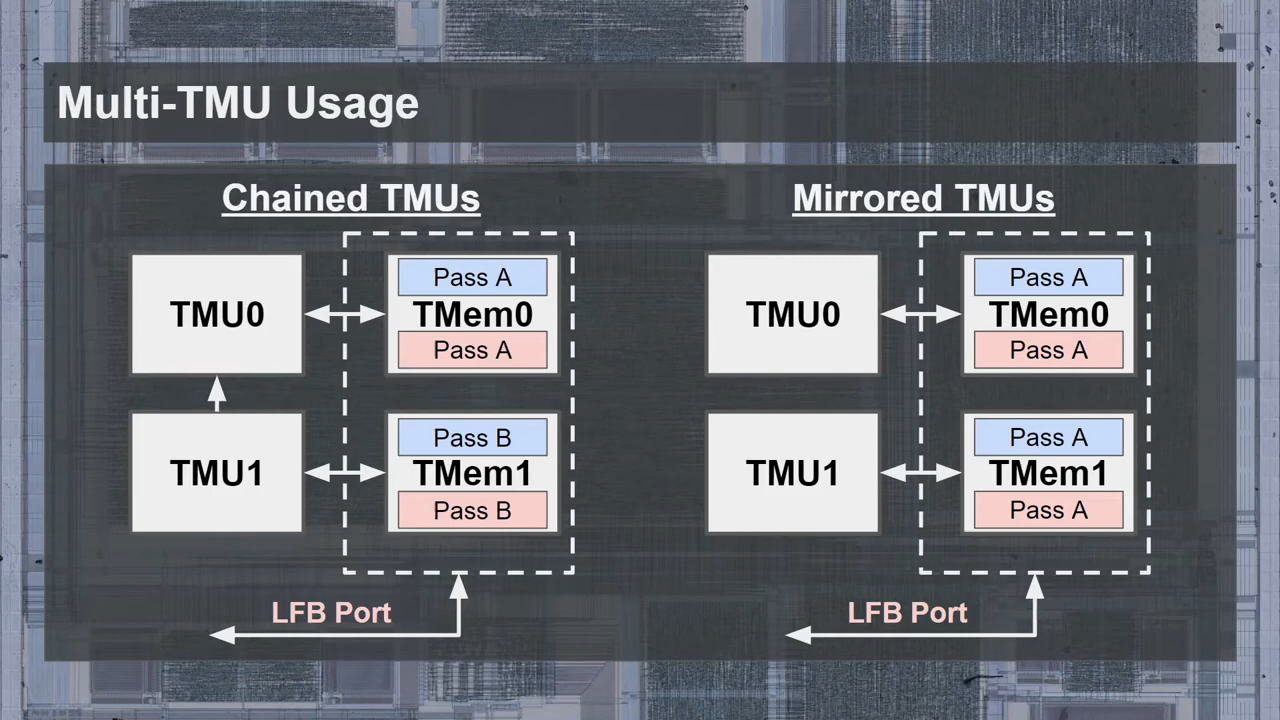 Multi-TMU Usage
Chained TMUs
TMU0
Pass A
TMem0
Pass A
TMU1
Pass B
TMem1
Pass B
LFB Port
Mirrored TMUs
TMU0
Pass A
TMem0
Pass A
TMU1
Pass A
TMem1
Pass A
LFB Port